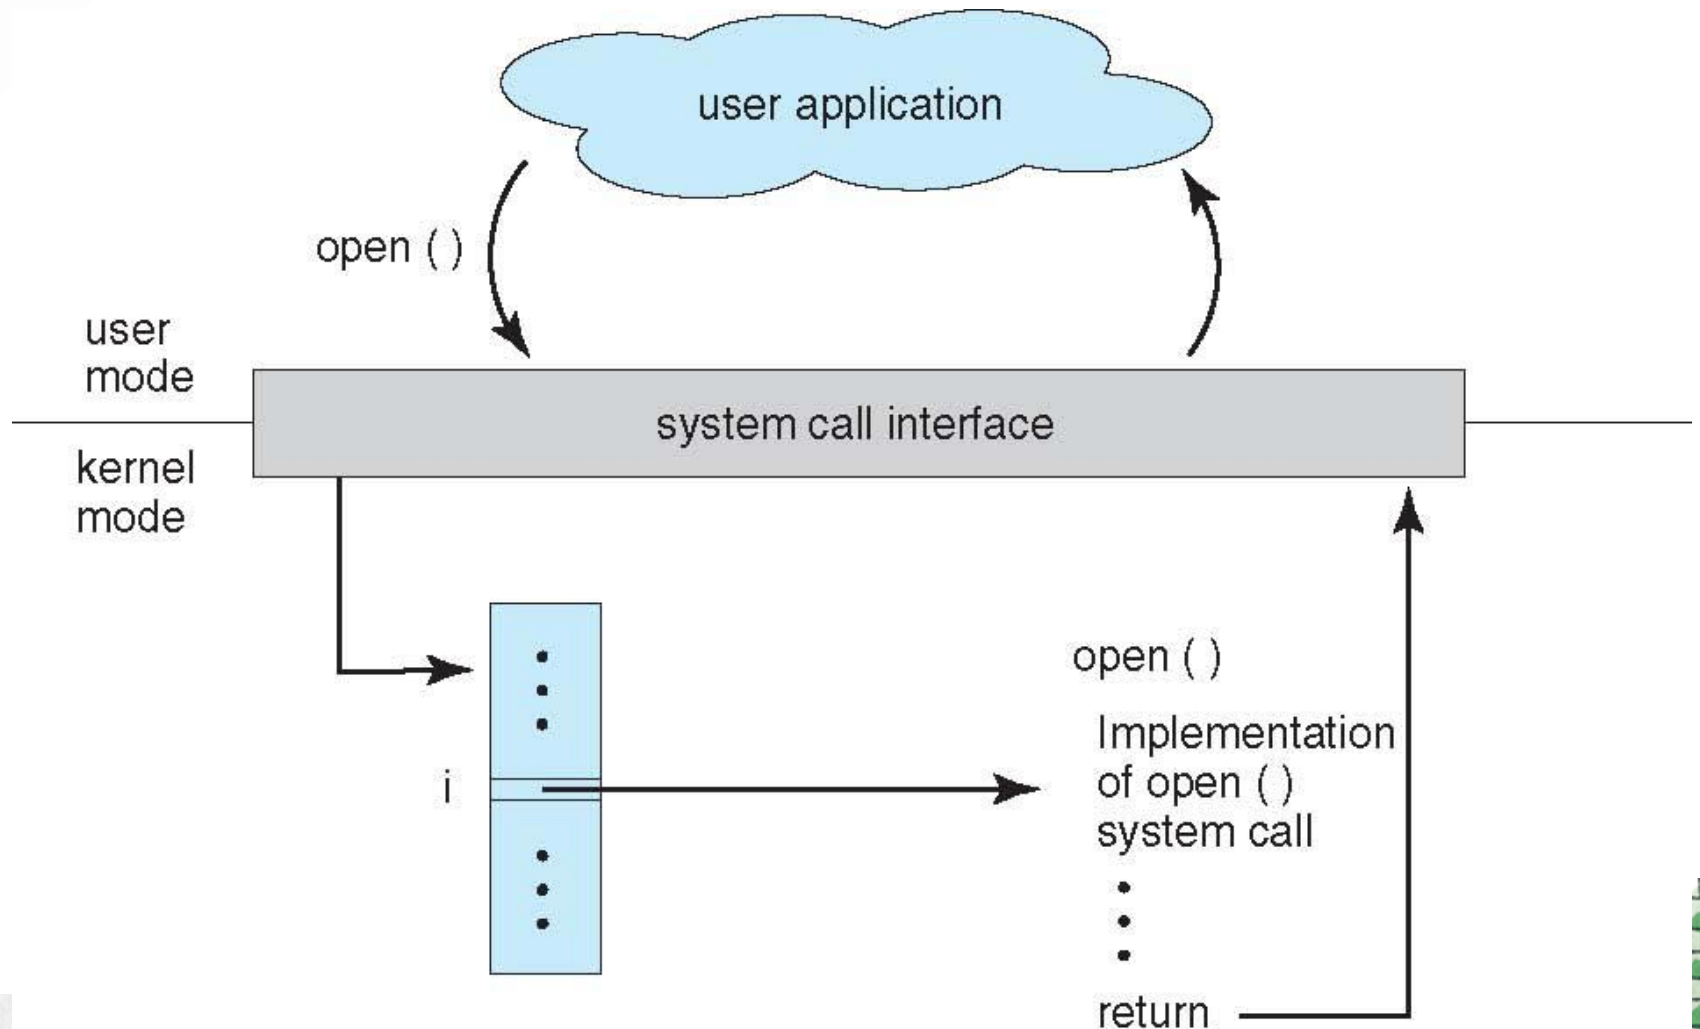 user application
open ( )
user
mode
system call interface
kernel
mode
open ( )
Implementation
of open ( )
system call
i
return